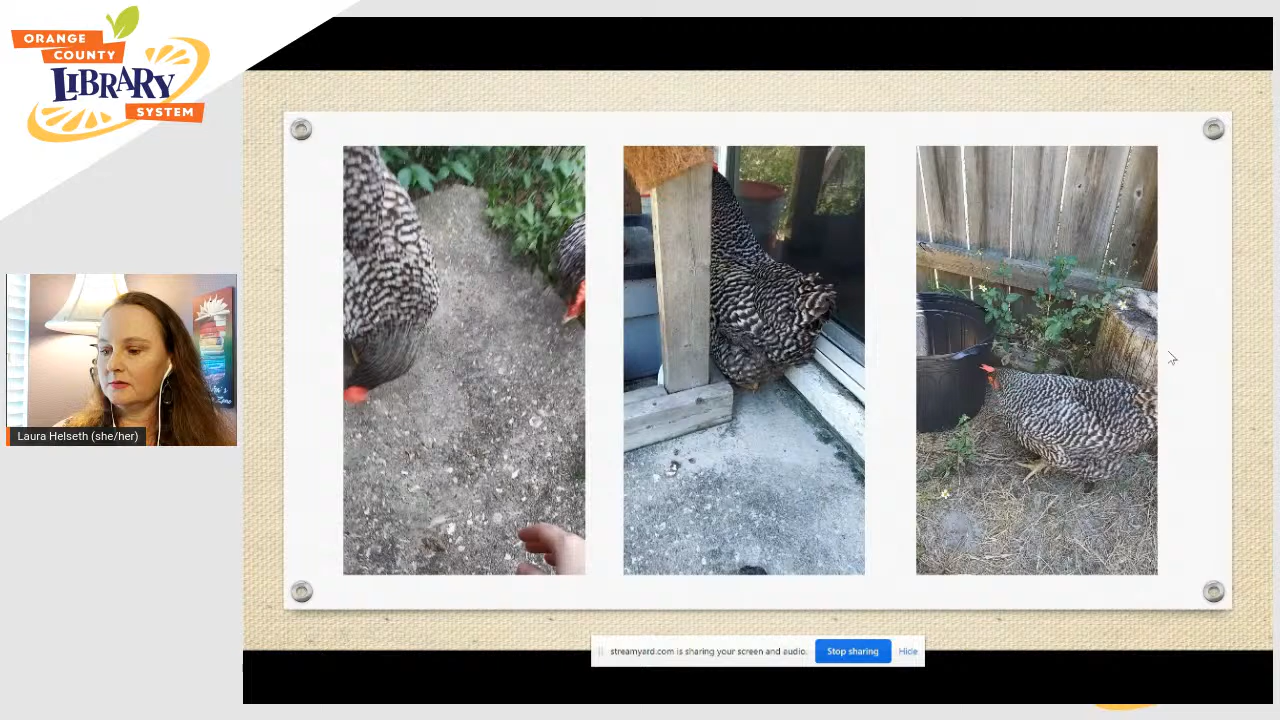 ORANGE
COUNTY
LIBRARY
SYSTEM
Laura Helseth (she/her)
streamyard.com is sharing your screen and audio.
Stop sharing
Hide